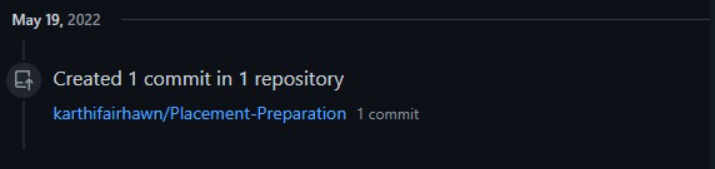 May 19, 2022
Created 1 commit in 1 repository
karthifairhawn/Placement-Preparation 1 commit